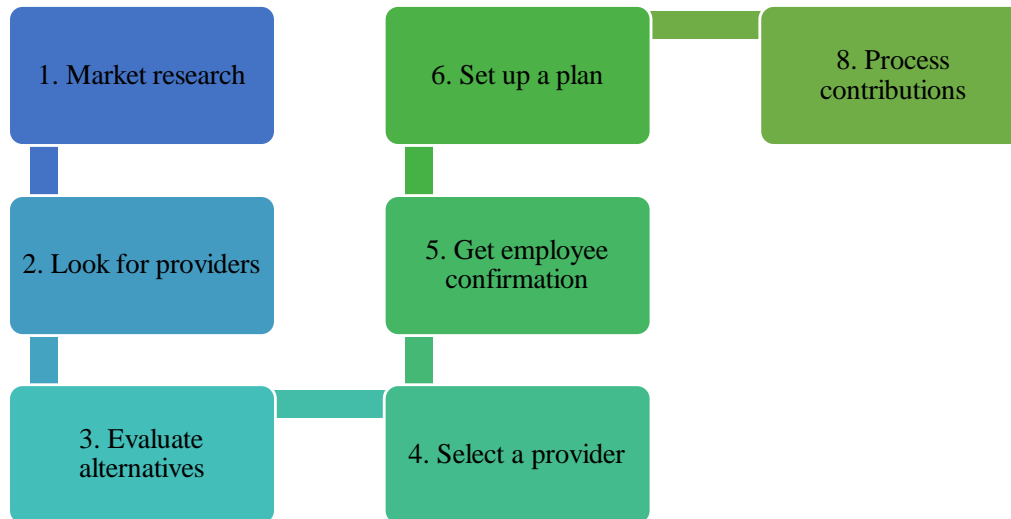 1. Market research
2. Look for providers
3. Evaluate
alternatives
4. Select a provider
5. Get employee
confirmation
6. Set up a plan
8. Process
contributions